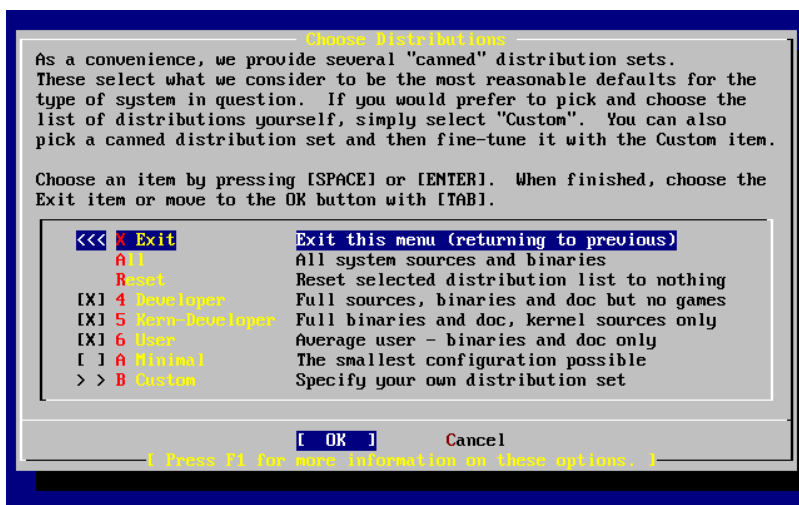 Choose Distributions
As a convenience, we provide several "canned" distribution sets.
These select what we consider to be the most reasonable defaults for the
type of system in question.  If you would prefer to pick and choose the
list of distributions yourself, simply select "Custom".  You can also
pick a canned distribution set and then fine-tune it with the Custom item.
Choose an item by pressing [SPACE] or [ENTER].  When finished, choose the
Exit item or move to the OK button with [TAB].
<<< X Exit Exit this menu (returning to previous)
All All system sources and binaries
Reset Reset selected distribution list to nothing
[X] 4 Developer Full sources, binaries and doc but no games
[X] 5 Kern-Developer Full binaries and doc, kernel sources only
[X] 6 User Average user - binaries and doc only
[ ] A Minimal The smallest configuration possible
> > B Custom Specify your own distribution set
[ OK ] Cancel
[ Press F1 for more information on these options. ]